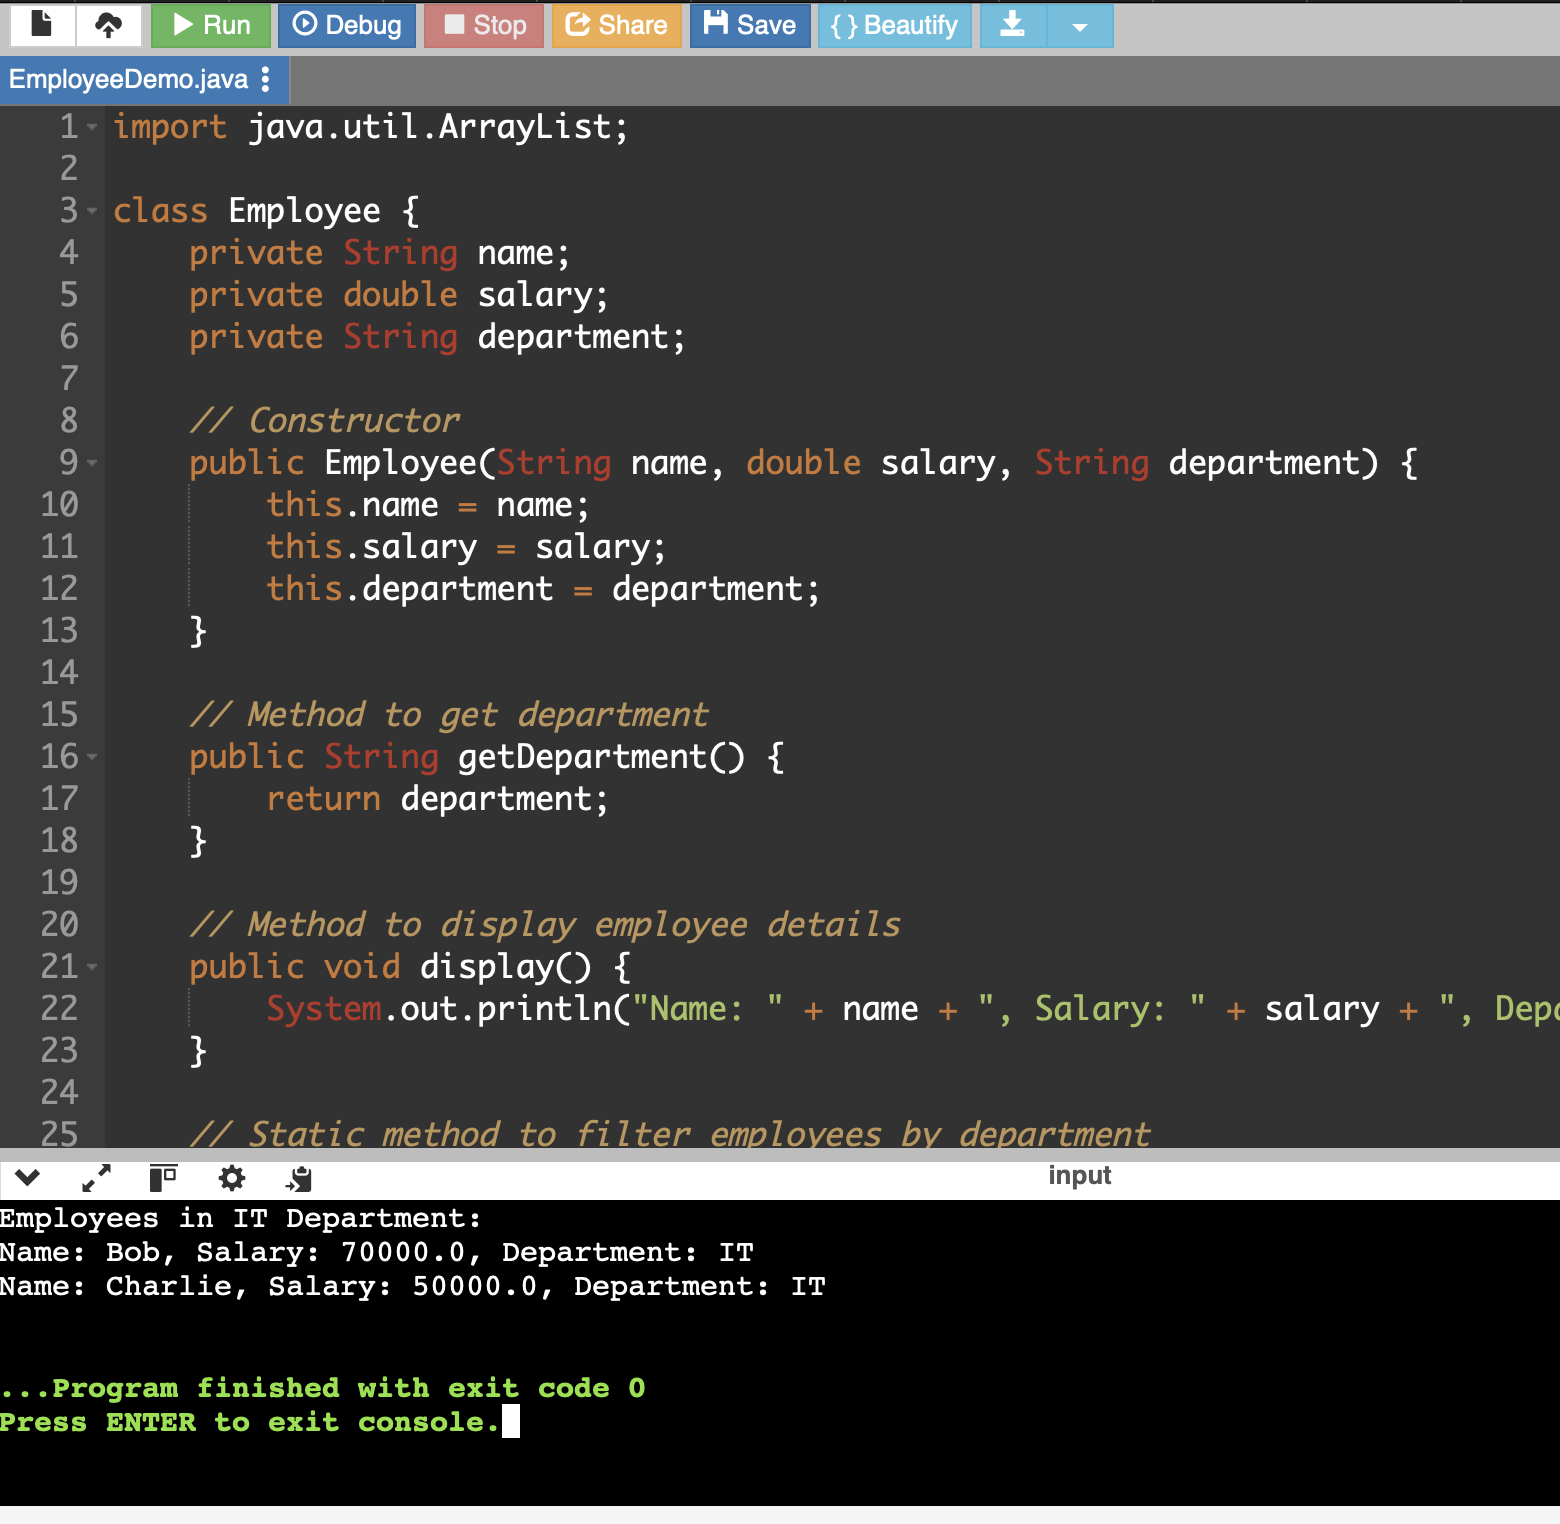 Run Debug Stop Share Save {} Beautify
EmployeeDemo.java
1 import java.util.ArrayList;
2
3 class Employee {
4     private String name;
5     private double salary;
6     private String department;
7
8     // Constructor
9     public Employee(String name, double salary, String department) {
10         this.name = name;
11         this.salary = salary;
12         this.department = department;
13     }
14
15     // Method to get department
16     public String getDepartment() {
17         return department;
18     }
19
20     // Method to display employee details
21     public void display() {
22         System.out.println("Name: " + name + ", Salary: " + salary + ", 
23     }
24
25     // Static method to filter employees by department
input
Employees in IT Department:
Name: Bob, Salary: 70000.0, Department: IT
Name: Charlie, Salary: 50000.0, Department: IT
...Program finished with exit code 0
Press ENTER to exit console.